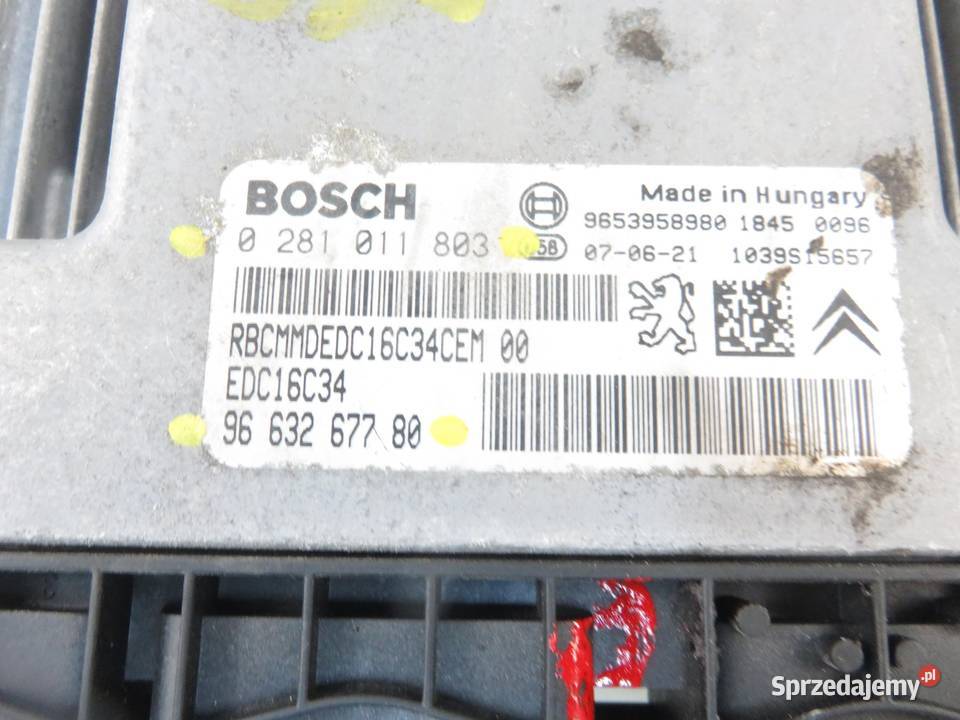 BOSCH
Made in Hungary
9653958980 1845 0096
0 281 011 803
07-06-21 1039S15657
RBCMMDEDC16C34CEM 00
EDC16C34
96 632 677 80
Sprzedajemy.pl